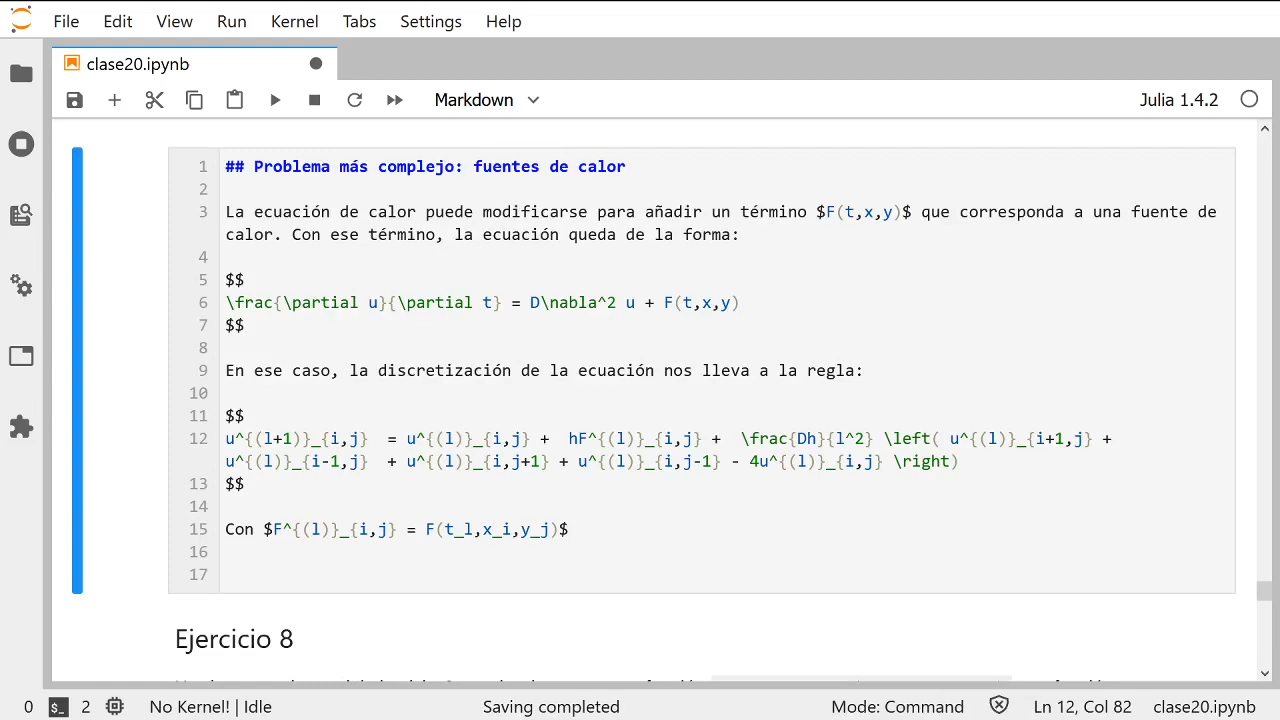 File Edit View Run Kernel Tabs Settings Help
clase20.ipynb
Markdown
Julia 1.4.2
1 ## Problema más complejo: fuentes de calor
2
3 La ecuación de calor puede modificarse para añadir un término $F(t,x,y)$ que corresponda a una fuente de
calor. Con ese término, la ecuación queda de la forma:
4
5 $$
6 \frac{\partial u}{\partial t} = D\nabla^2 u + F(t,x,y)
7 $$
8
9 En ese caso, la discretización de la ecuación nos lleva a la regla:
10
11 $$
12 u^{(l+1)}_{i,j}  = u^{(l)}_{i,j} +  hF^{(l)}_{i,j} +  \frac{Dh}{l^2} \left( u^{(l)}_{i+1,j} +
u^{(l)}_{i-1,j}  + u^{(l)}_{i,j+1} + u^{(l)}_{i,j-1} - 4u^{(l)}_{i,j} \right)
13 $$
14
15 Con $F^{(l)}_{i,j} = F(t_l,x_i,y_j)$
16
17
Ejercicio 8
0 $_ 2 No Kernel! | Idle Saving completed Mode: Command Ln 12, Col 82 clase20.ipynb